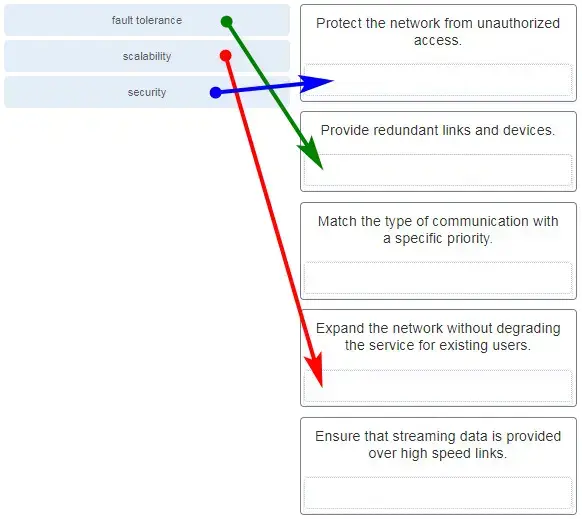 fault tolerance
scalability
security
Protect the network from unauthorized
access.
Provide redundant links and devices.
Match the type of communication with
a specific priority.
Expand the network without degrading
the service for existing users.
Ensure that streaming data is provided
over high speed links.